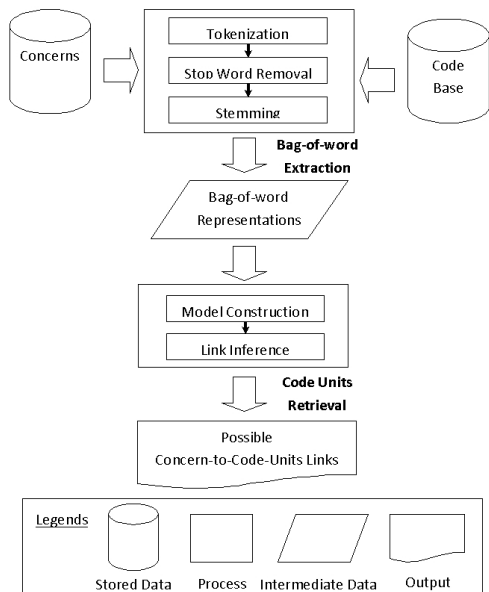 Concerns
Tokenization
Stop Word Removal
Stemming
Code
Base
Bag-of-word
Extraction
Bag-of-word
Representations
Model Construction
Link Inference
Code Units
Retrieval
Possible
Concern-to-Code-Units Links
Legends
Stored Data Process Intermediate Data Output